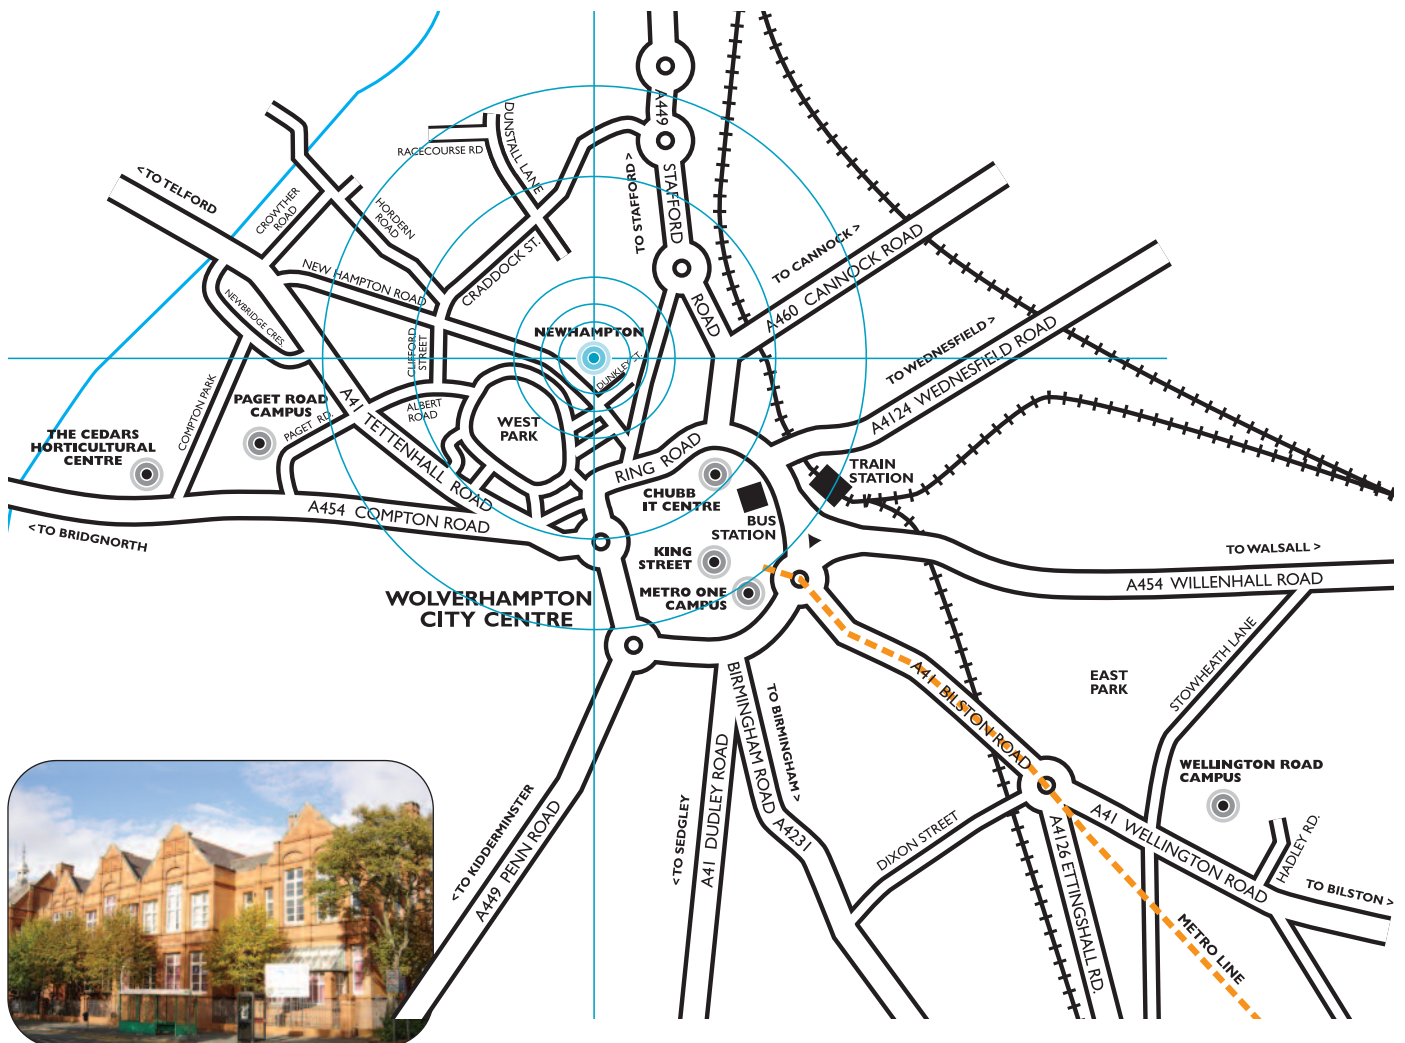 A449
DUNSTALL LANE
RACECOURSE RD
<TO TELFORD
CROWTHER
ROAD
HORDERN
ROAD
TO STAFFORD>
STAFFORD
ROAD
CRADDOCK ST.
TO CANNOCK >
A460 CANNOCK ROAD
NEW HAMPTON ROAD
NEWBRIDGE CRES.
NEWHAMPTON
CLIFFORD
STREET
DUNKLEY ST.
TO WEDNESFIELD >
A4124 WEDNESFIELD ROAD
COMPTON PARK
PAGET ROAD
CAMPUS
PAGET RD.
A41 TETTENHALL ROAD
ALBERT
ROAD
WEST
PARK
THE CEDARS
HORTICULTURAL
CENTRE
RING ROAD
CHUBB
IT CENTRE
BUS
STATION
TRAIN
STATION
A454 COMPTON ROAD
<TO BRIDGNORTH
KING
STREET
METRO ONE
CAMPUS
WOLVERHAMPTON
CITY CENTRE
TO WALSALL >
A454 WILLENHALL ROAD
STOWHEATH LANE
EAST
PARK
A41 BILSTON ROAD
BIRMINGHAM ROAD A4231
TO BIRMINGHAM >
A41 DUDLEY ROAD
<TO SEDGLEY
<TO KIDDERMINSTER
A449 PENN ROAD
DIXON STREET
WELLINGTON ROAD
CAMPUS
A41 WELLINGTON ROAD
HADLEY RD.
TO BILSTON >
A4126 ETTINGSHALL RD.
METRO LINE